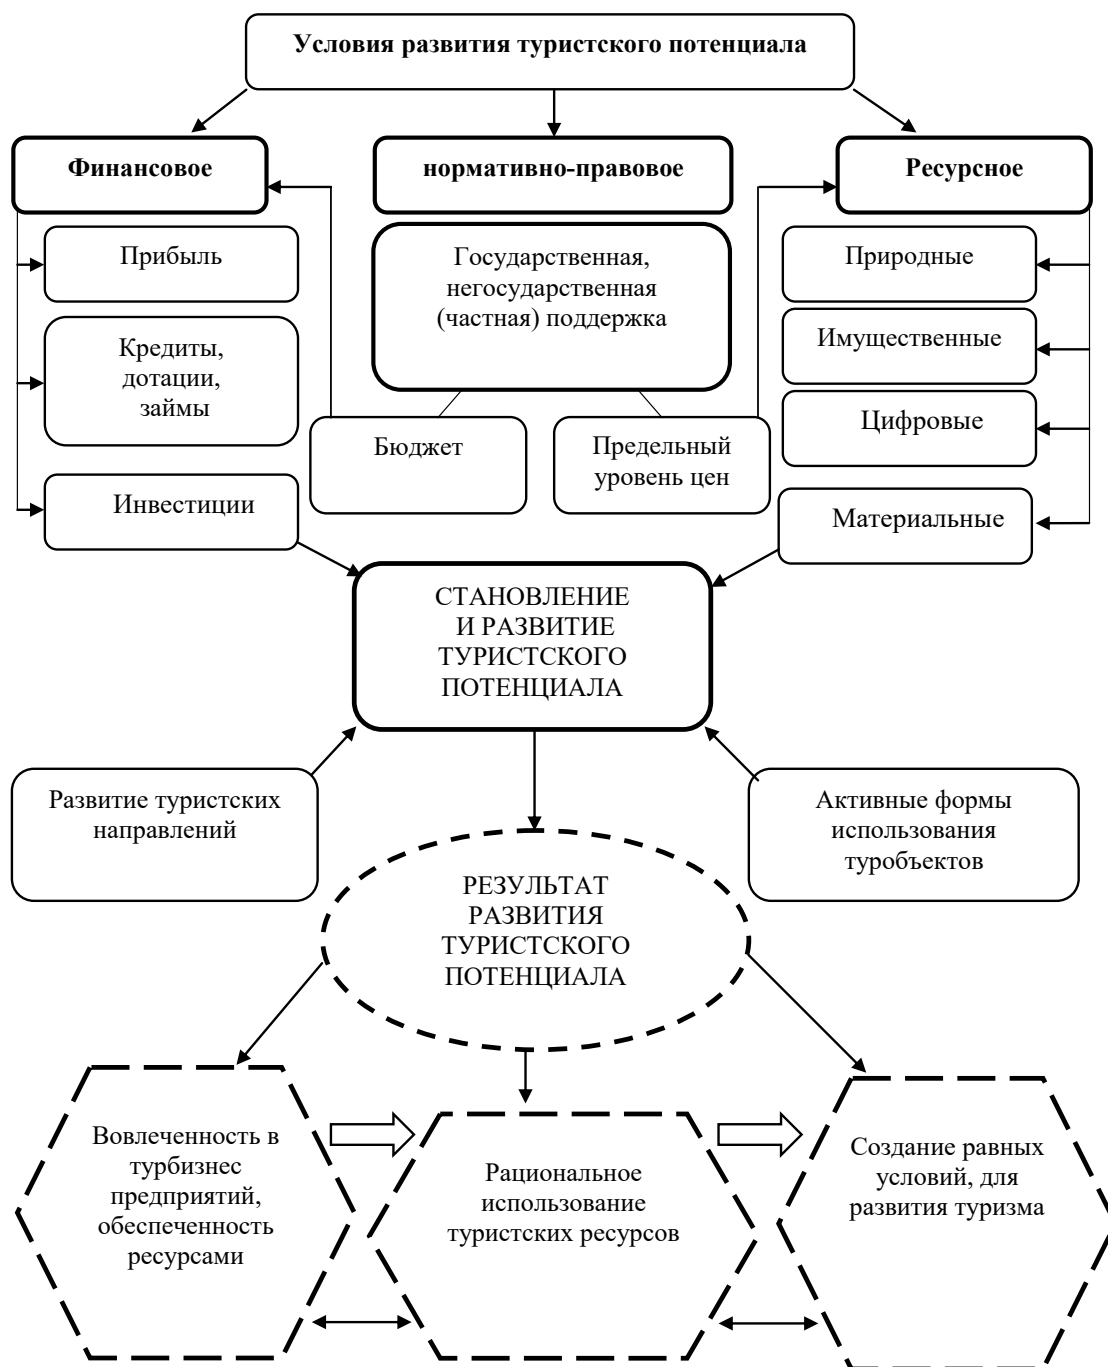 Условия развития туристского потенциала
Финансовое
нормативно-правовое
Ресурсное
Прибыль
Кредиты,
дотации,
займы
Инвестиции
Государственная,
негосударственная
(частная) поддержка
Бюджет
Предельный
уровень цен
Природные
Имущественные
Цифровые
Материальные
СТАНОВЛЕНИЕ
И РАЗВИТИЕ
ТУРИСТСКОГО
ПОТЕНЦИАЛА
Развитие туристских
направлений
Активные формы
использования
туробъектов
РЕЗУЛЬТАТ
РАЗВИТИЯ
ТУРИСТСКОГО
ПОТЕНЦИАЛА
Вовлеченность в
турбизнес
предприятий,
обеспеченность
ресурсами
Рациональное
использование
туристских ресурсов
Создание равных
условий, для
развития туризма